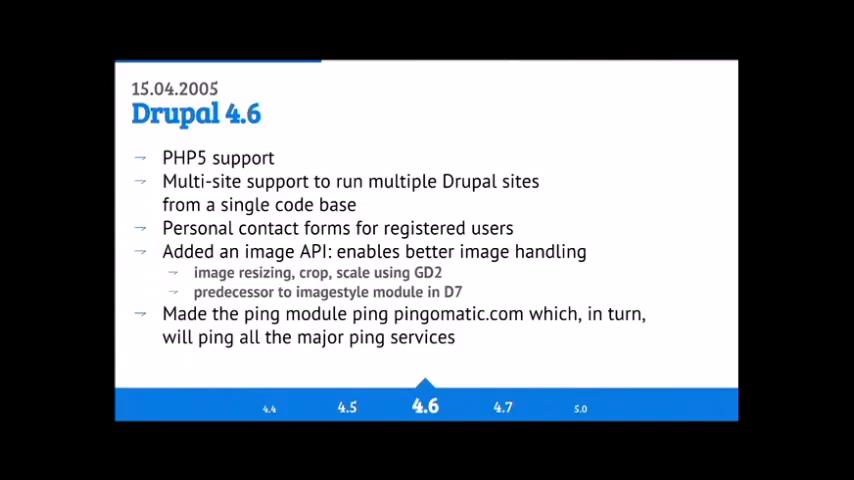 15.04.2005
Drupal 4.6
→ PHP5 support
→ Multi-site support to run multiple Drupal sites
from a single code base
→ Personal contact forms for registered users
→ Added an image API: enables better image handling
→ image resizing, crop, scale using GD2
→ predecessor to imagestyle module in D7
→ Made the ping module ping pingomatic.com which, in turn,
will ping all the major ping services
4.4 4.5 4.6 4.7 5.0